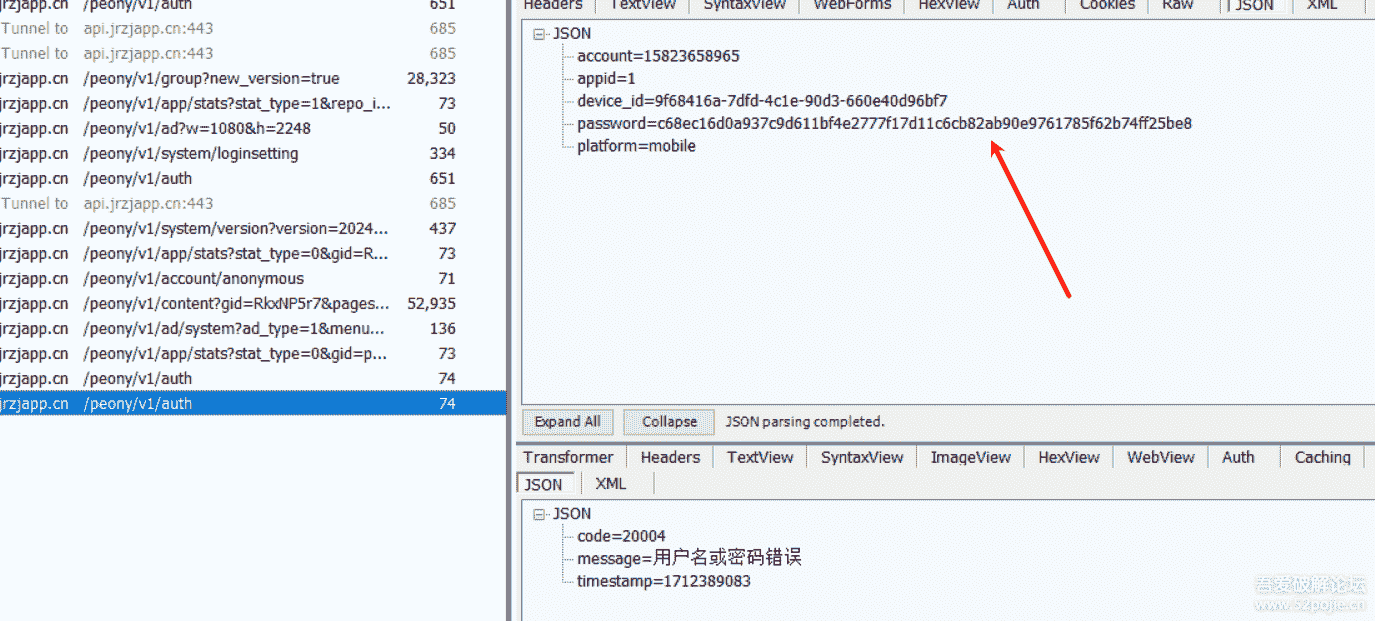 jrzjapp.cn /peony/v1/auth 651
Tunnel to api.jrzjapp.cn:443 685
Tunnel to api.jrzjapp.cn:443 685
jrzjapp.cn /peony/v1/group?new_version=true 28,323
jrzjapp.cn /peony/v1/app/stats?stat_type=1&repo_i... 73
jrzjapp.cn /peony/v1/ad?w=1080&h=2248 50
jrzjapp.cn /peony/v1/system/loginsetting 334
jrzjapp.cn /peony/v1/auth 651
Tunnel to api.jrzjapp.cn:443 685
jrzjapp.cn /peony/v1/system/version?version=2024... 437
jrzjapp.cn /peony/v1/app/stats?stat_type=0&gid=R... 73
jrzjapp.cn /peony/v1/account/anonymous 71
jrzjapp.cn /peony/v1/content?gid=RkxNP5r7&pages... 52,935
jrzjapp.cn /peony/v1/ad/system?ad_type=1&menu... 136
jrzjapp.cn /peony/v1/app/stats?stat_type=0&gid=p... 73
jrzjapp.cn /peony/v1/auth 74
jrzjapp.cn /peony/v1/auth 74
Headers TextView SyntaxView WebForms HexView Auth Cookies Raw JSON XML
JSON
account=15823658965
appid=1
device_id=9f68416a-7dfd-4c1e-90d3-660e40d96bf7
password=c68ec16d0a937c9d611bf4e2777f17d11c6cb82ab90e9761785f62b74ff25be8
platform=mobile
Expand All Collapse JSON parsing completed.
Transformer Headers TextView SyntaxView ImageView HexView WebView Auth Caching
JSON XML
JSON
code=20004
message=用户名或密码错误
timestamp=1712389083
吾爱破解论坛
www.52pojie.cn